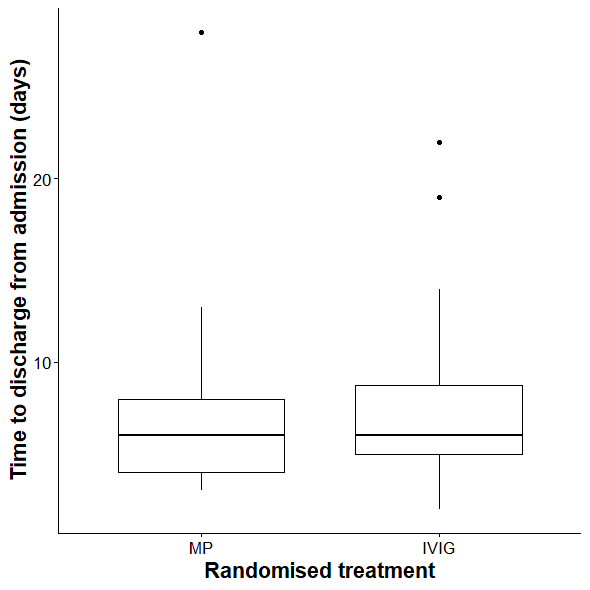 Time to discharge from admission (days)
20
10
MP
IVIG
Randomised treatment